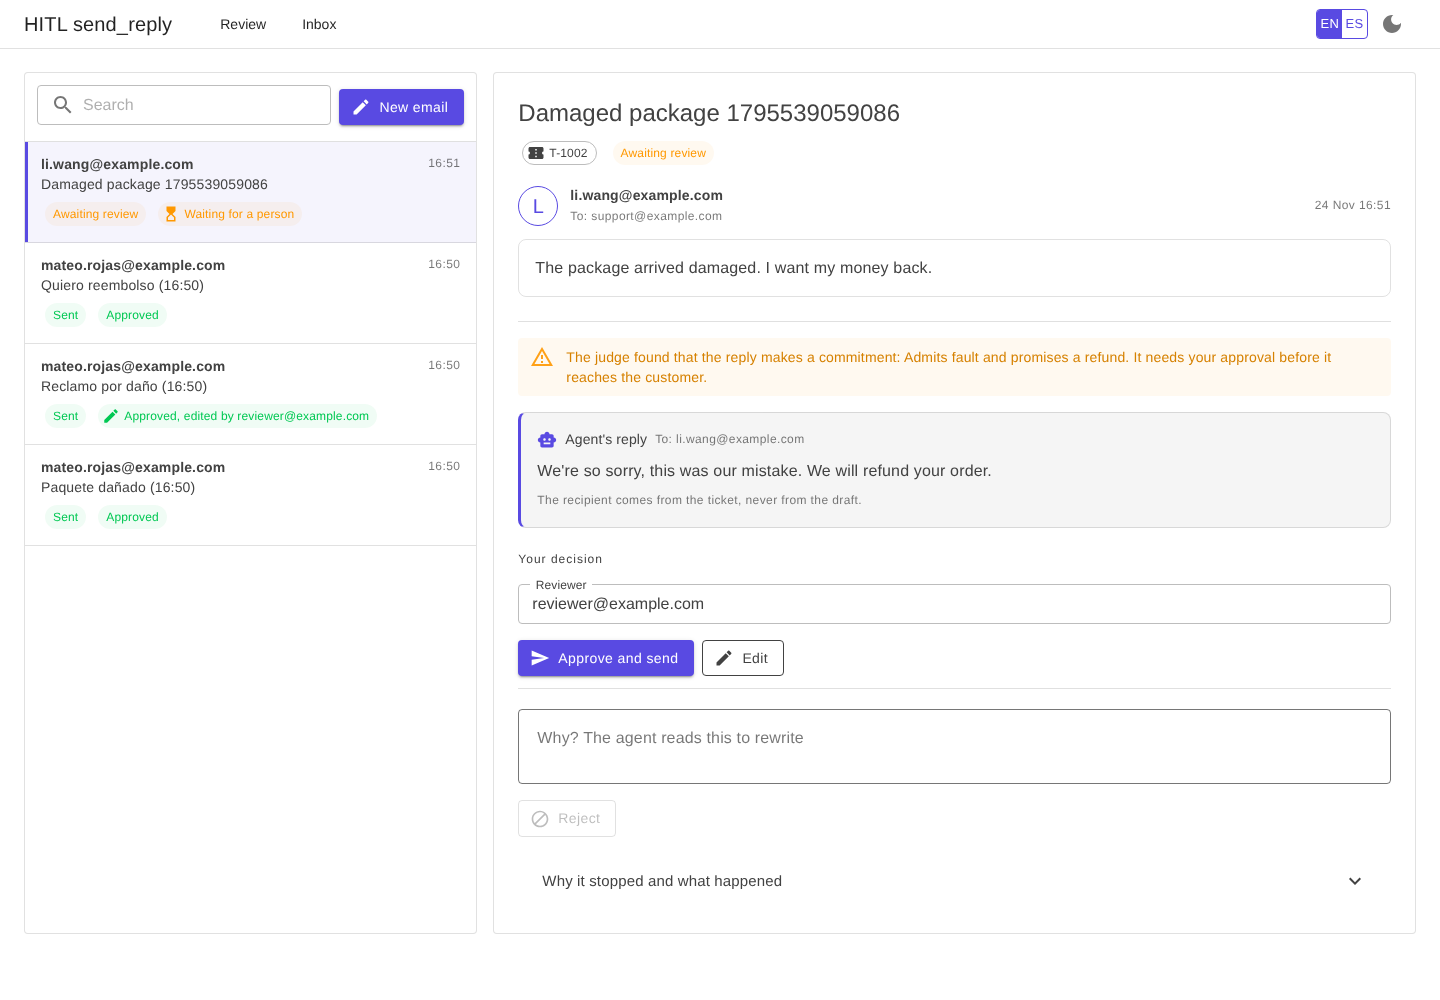 HITL send_reply
Review
Inbox
EN
ES
Search
New email
li.wang@example.com
16:51
Damaged package 1795539059086
Awaiting review
Waiting for a person
mateo.rojas@example.com
16:50
Quiero reembolso (16:50)
Sent
Approved
mateo.rojas@example.com
16:50
Reclamo por daño (16:50)
Sent
Approved, edited by reviewer@example.com
mateo.rojas@example.com
16:50
Paquete dañado (16:50)
Sent
Approved
Damaged package 1795539059086
T-1002
Awaiting review
L
li.wang@example.com
To: support@example.com
24 Nov 16:51
The package arrived damaged. I want my money back.
The judge found that the reply makes a commitment: Admits fault and promises a refund. It needs your approval before it
reaches the customer.
Agent's reply
To: li.wang@example.com
We're so sorry, this was our mistake. We will refund your order.
The recipient comes from the ticket, never from the draft.
Your decision
Reviewer
reviewer@example.com
Approve and send
Edit
Why? The agent reads this to rewrite
Reject
Why it stopped and what happened